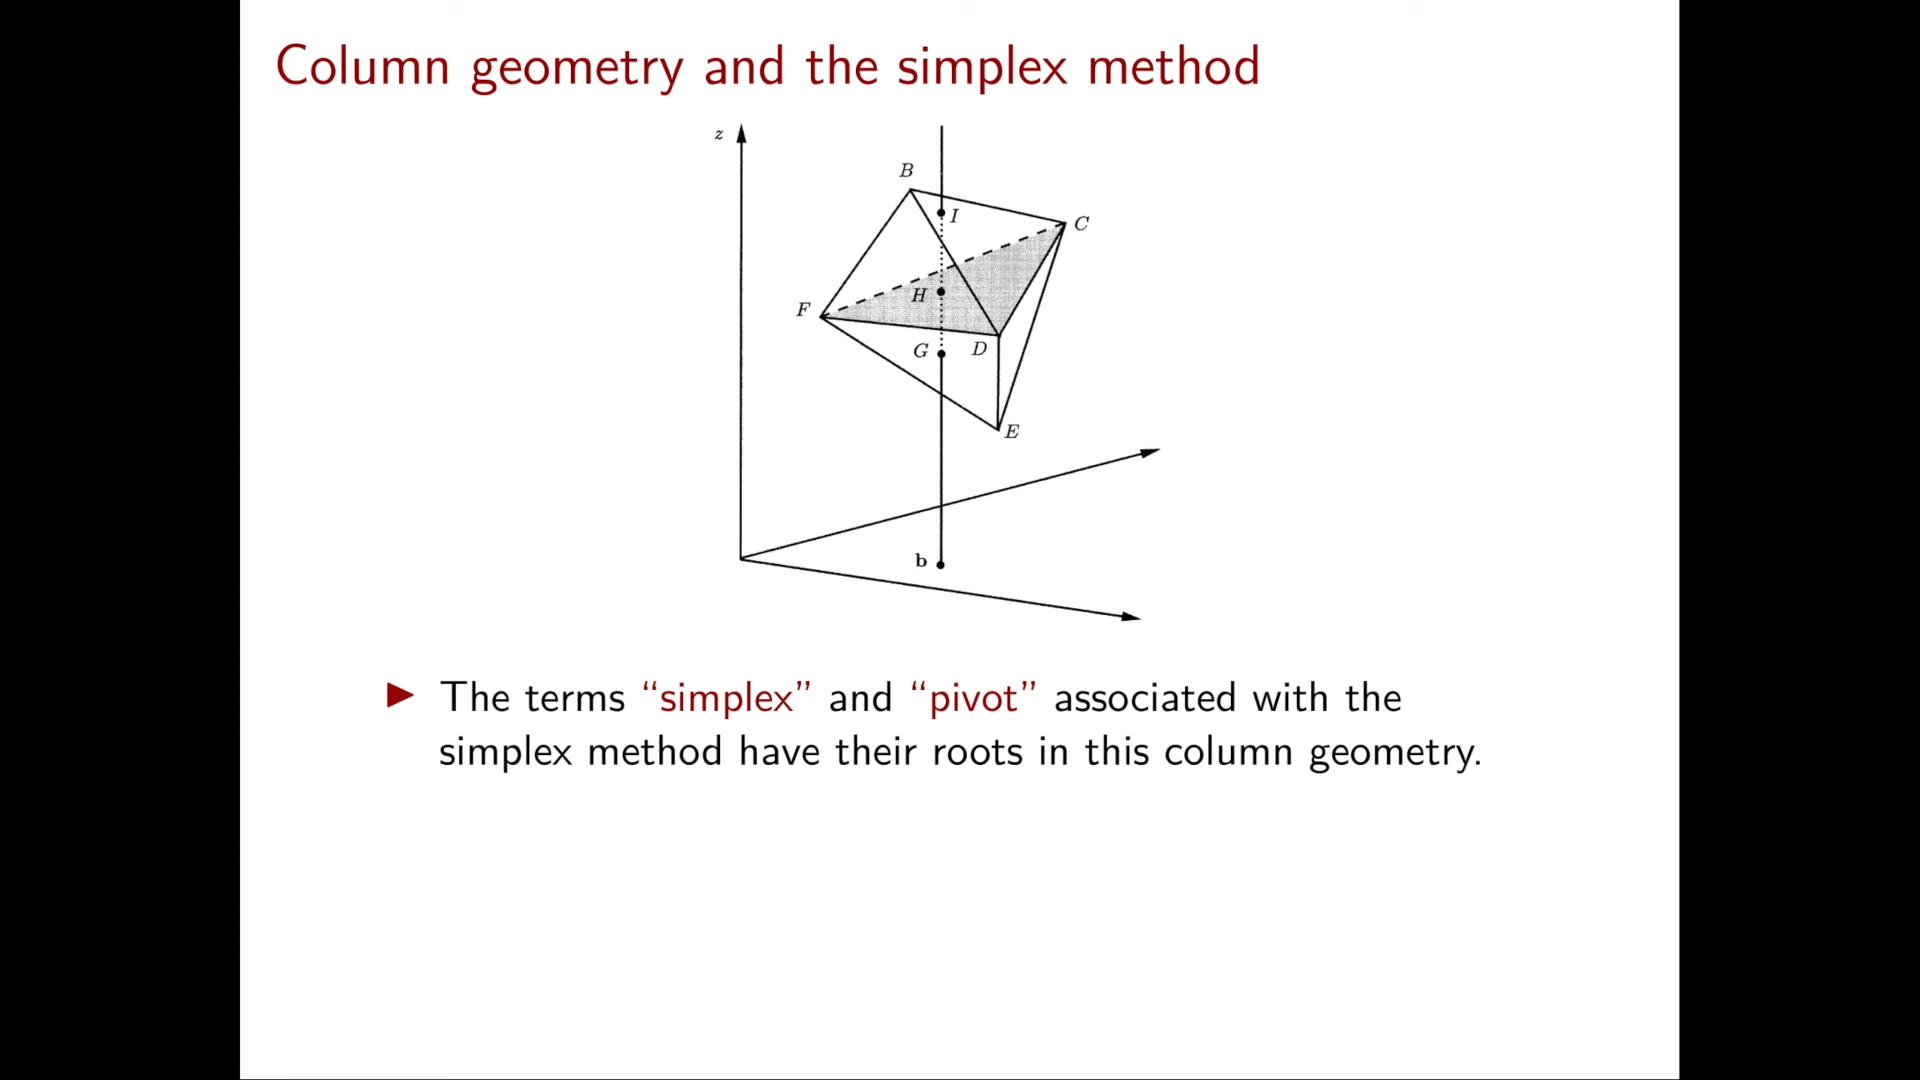 Column geometry and the simplex method
z
B
I
C
H
F
G
D
E
b
The terms “simplex” and “pivot” associated with the
simplex method have their roots in this column geometry.